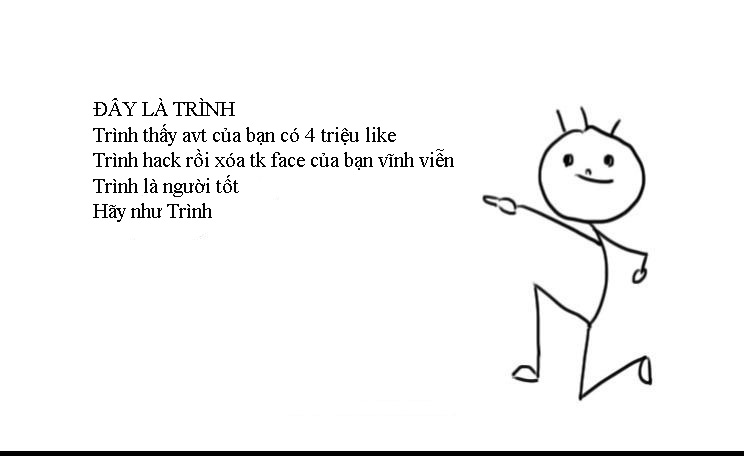 ĐÂY LÀ TRÌNH
Trình thấy avt của bạn có 4 triệu like
Trình hack rồi xóa tk face của bạn vĩnh viễn
Trình là người tốt
Hãy như Trình